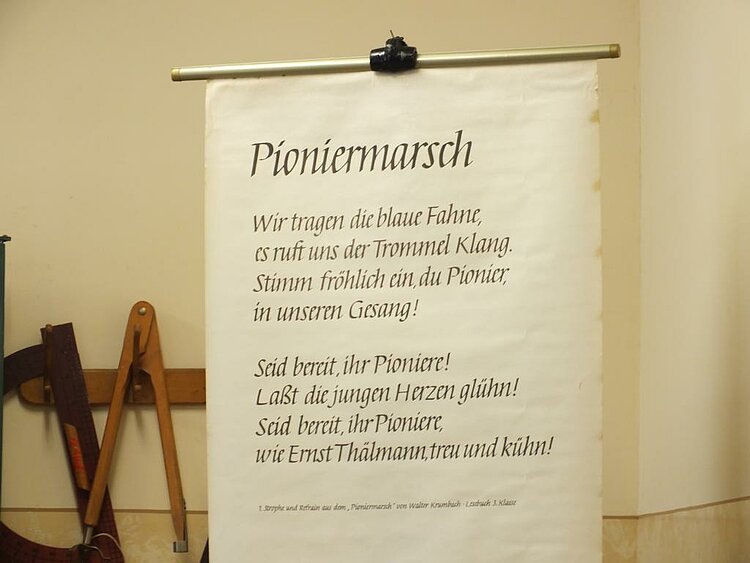 Pioniermarsch
Wir tragen die blaue Fahne,
es ruft uns der Trommel Klang.
Stimm fröhlich ein, du Pionier,
in unseren Gesang!
Seid bereit, ihr Pioniere!
Laßt die jungen Herzen glühn!
Seid bereit, ihr Pioniere,
wie Ernst Thälmann, treu und kühn!
1. Strophe und Refrain aus dem „Pioniermarsch" von Walter Krumbach · Lesebuch 3. Klasse